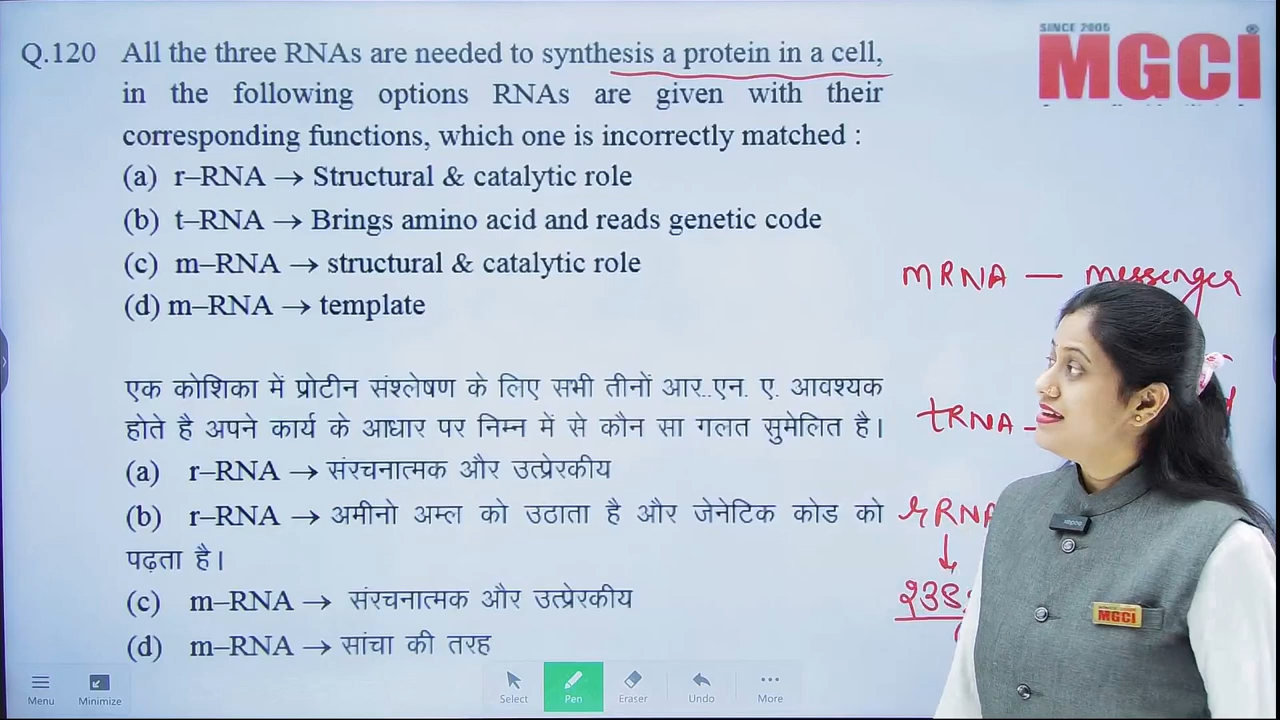 SINCE 2006
MGCI
Q.120 All the three RNAs are needed to synthesis a protein in a cell,
in the following options RNAs are given with their
corresponding functions, which one is incorrectly matched :
(a) r–RNA → Structural & catalytic role
(b) t–RNA → Brings amino acid and reads genetic code
(c) m–RNA → structural & catalytic role
(d) m–RNA → template
mRNA — messenger
एक कोशिका में प्रोटीन संश्लेषण के लिए सभी तीनों आर..एन. ए. आवश्यक
होते है अपने कार्य के आधार पर निम्न में से कौन सा गलत सुमेलित है।
tRNA –
(a) r–RNA → संरचनात्मक और उत्प्रेरकीय
(b) r–RNA → अमीनो अम्ल को उठाता है और जेनेटिक कोड को
पढ़ता है।
rRNA
↓
23S
(c) m–RNA → संरचनात्मक और उत्प्रेरकीय
(d) m–RNA → सांचा की तरह
MGCI
Menu
Minimize
Select
Pen
Eraser
Undo
More